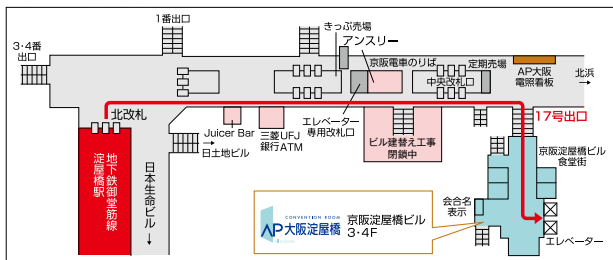 1番出口
きっぷ売場
アンスリー
3・4番
出口
京阪電車のりば
定期売場
中央改札口
AP大阪
電照看板
北浜
→
北改札
エレベーター
専用改札口
17号出口
Juicer Bar
三菱UFJ
銀行ATM
ビル建替え工事
閉鎖中
→
日土地ビル
京阪淀屋橋ビル
食堂街
地下鉄御堂筋線
淀屋橋駅
日本生命ビル→
会合名
表示
CONVENTION ROOM
AP大阪淀屋橋
京阪淀屋橋ビル
3・4F
エレベーター